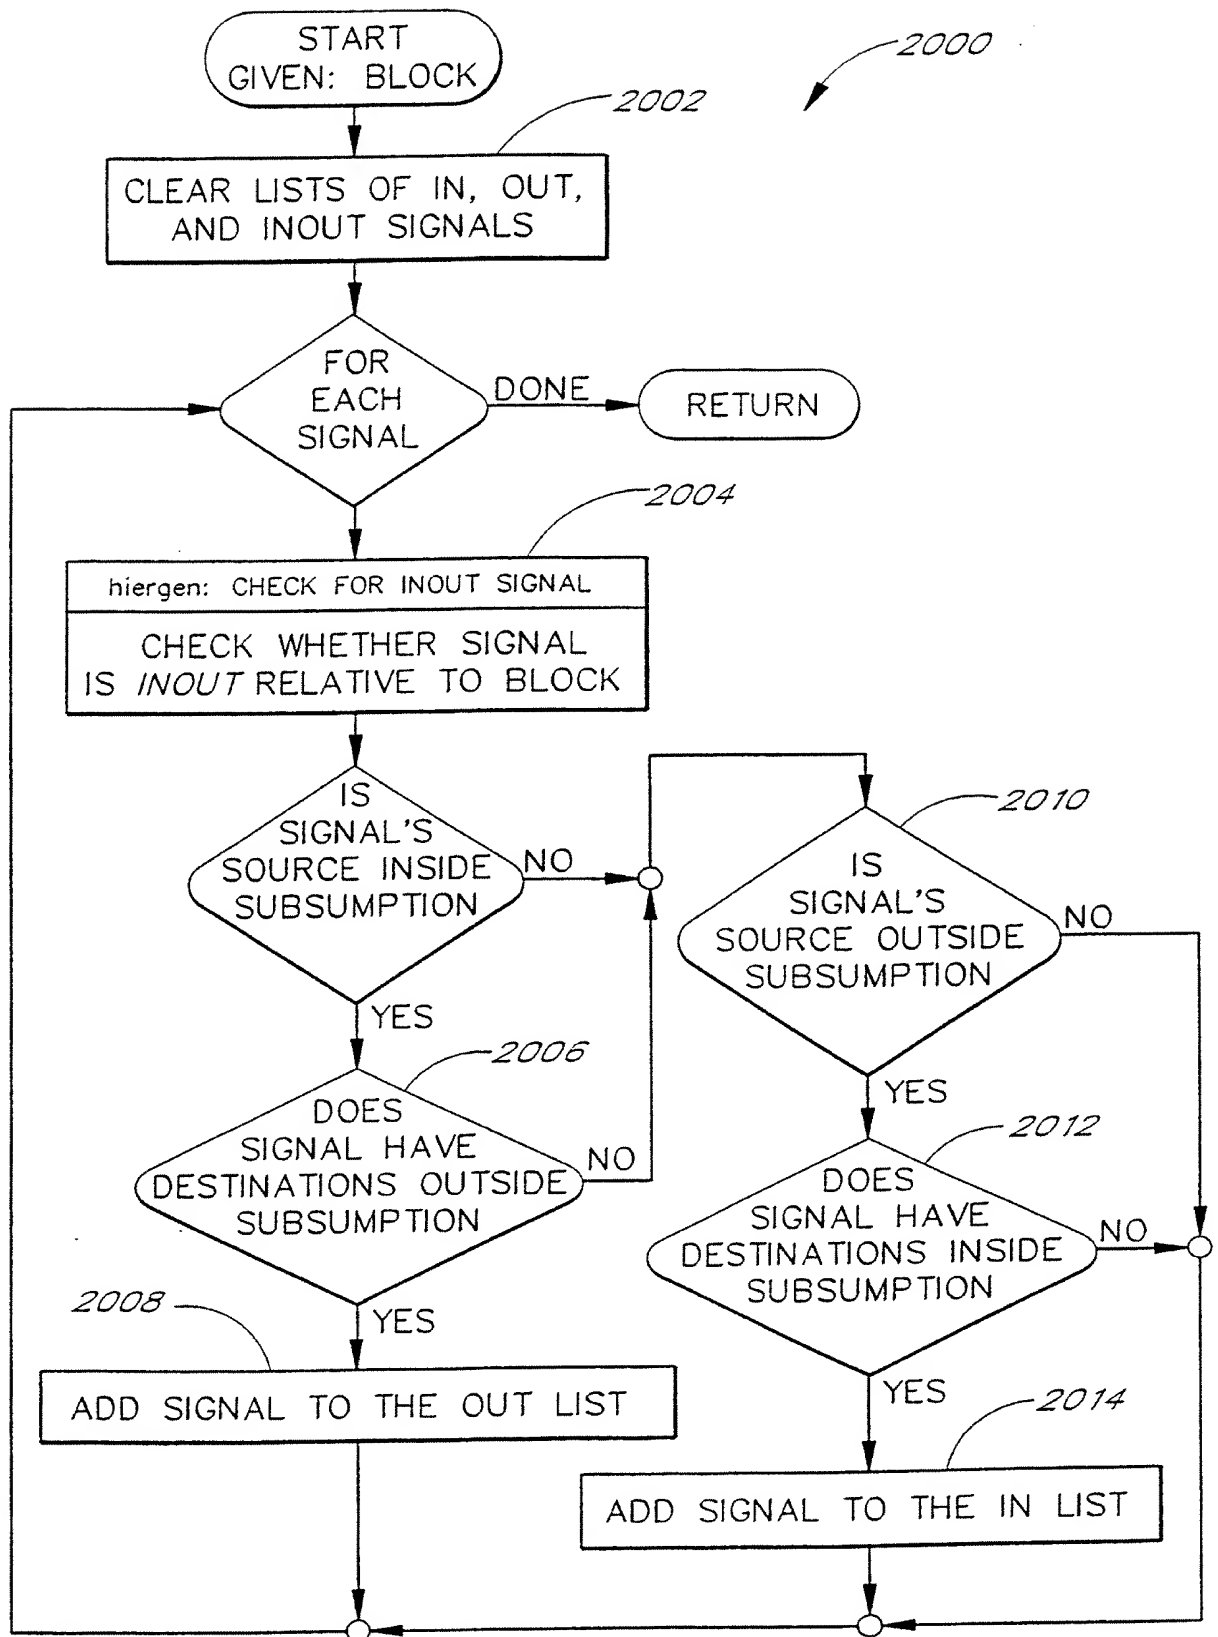 START
GIVEN: BLOCK
2000
2002
CLEAR LISTS OF IN, OUT,
AND INOUT SIGNALS
FOR
EACH
SIGNAL
DONE
RETURN
2004
hiergen: CHECK FOR INOUT SIGNAL
CHECK WHETHER SIGNAL
IS INOUT RELATIVE TO BLOCK
IS
SIGNAL'S
SOURCE INSIDE
SUBSUMPTION
NO
YES
2006
DOES
SIGNAL HAVE
DESTINATIONS OUTSIDE
SUBSUMPTION
NO
YES
2008
ADD SIGNAL TO THE OUT LIST
2010
IS
SIGNAL'S
SOURCE OUTSIDE
SUBSUMPTION
NO
YES
2012
DOES
SIGNAL HAVE
DESTINATIONS INSIDE
SUBSUMPTION
NO
YES
2014
ADD SIGNAL TO THE IN LIST